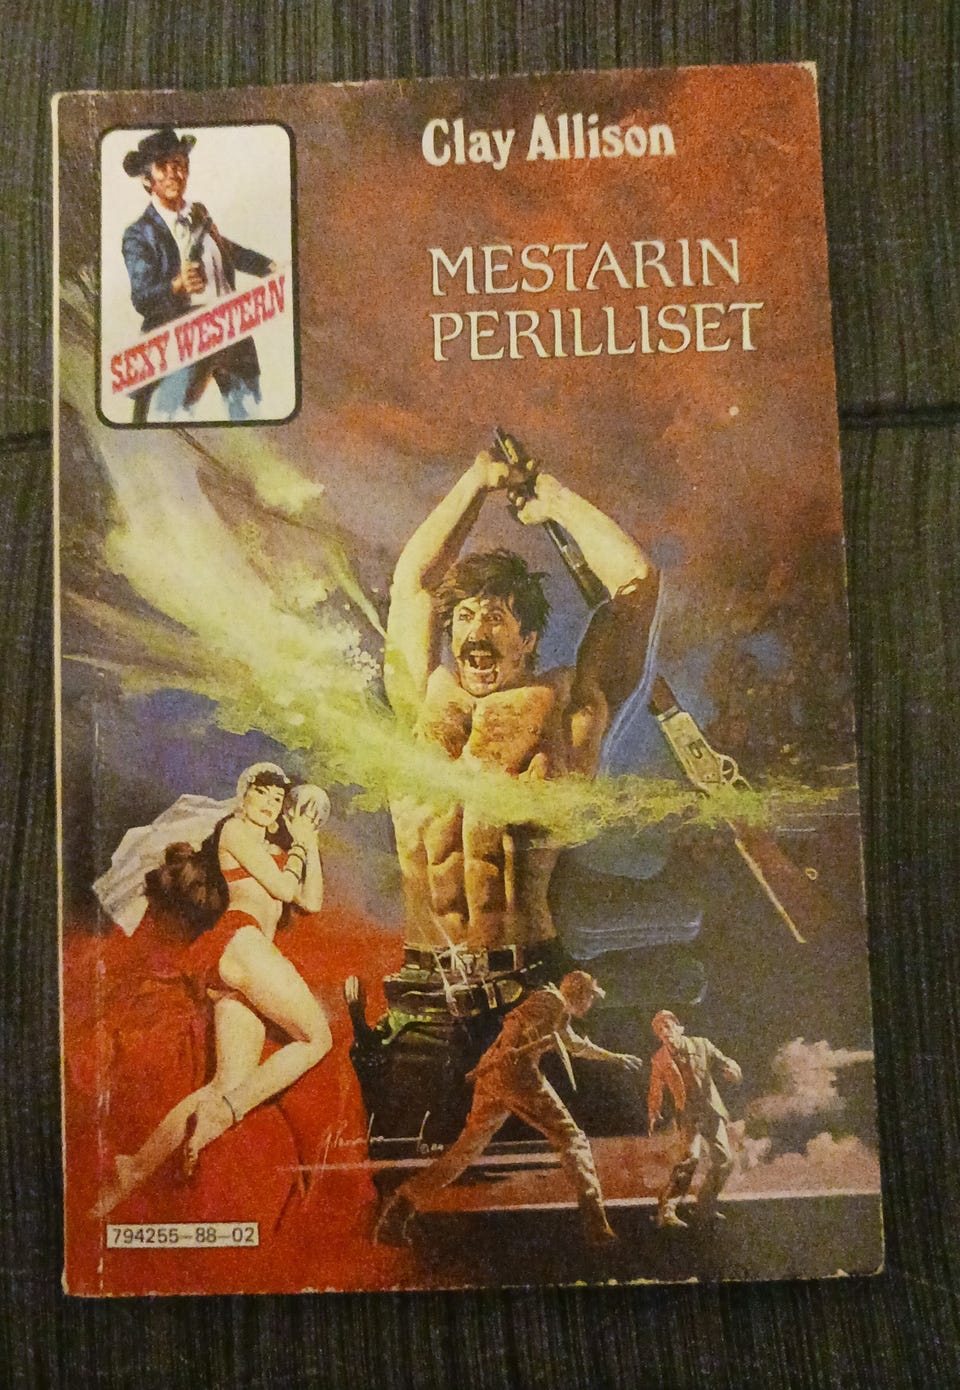 Clay Allison
MESTARIN
PERILLISET
SEXY WESTERN
794255-88-02